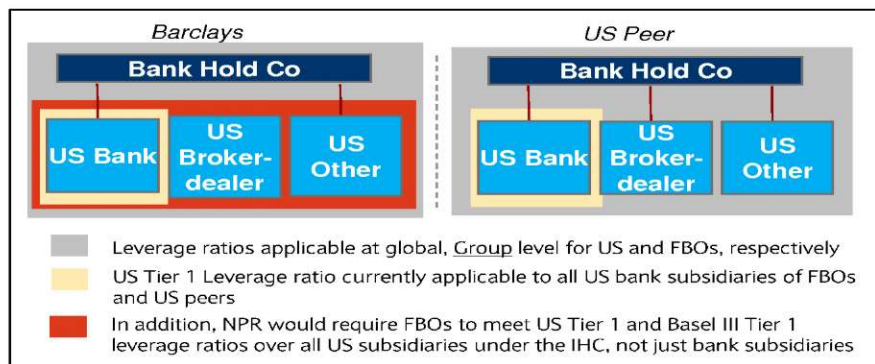 Barclays
US Peer
Bank Hold Co
Bank Hold Co
US Bank
US
Broker-
dealer
US
Other
US Bank
US
Broker-
dealer
US
Other
Leverage ratios applicable at global, Group level for US and FBOs, respectively
US Tier 1 Leverage ratio currently applicable to all US bank subsidiaries of FBOs
and US peers
In addition, NPR would require FBOs to meet US Tier 1 and Basel III Tier 1
leverage ratios over all US subsidiaries under the IHC, not just bank subsidiaries